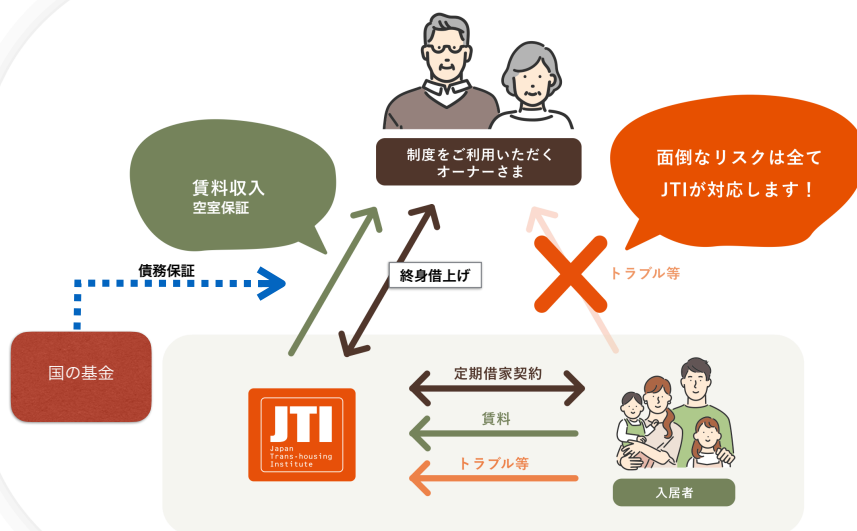 制度をご利用いただく
オーナーさま
賃料収入
空室保証
面倒なリスクは全て
JTIが対応します！
債務保証
終身借上げ
トラブル等
国の基金
定期借家契約
賃料
トラブル等
JTI
Japan
Trans-housing
Institute
入居者